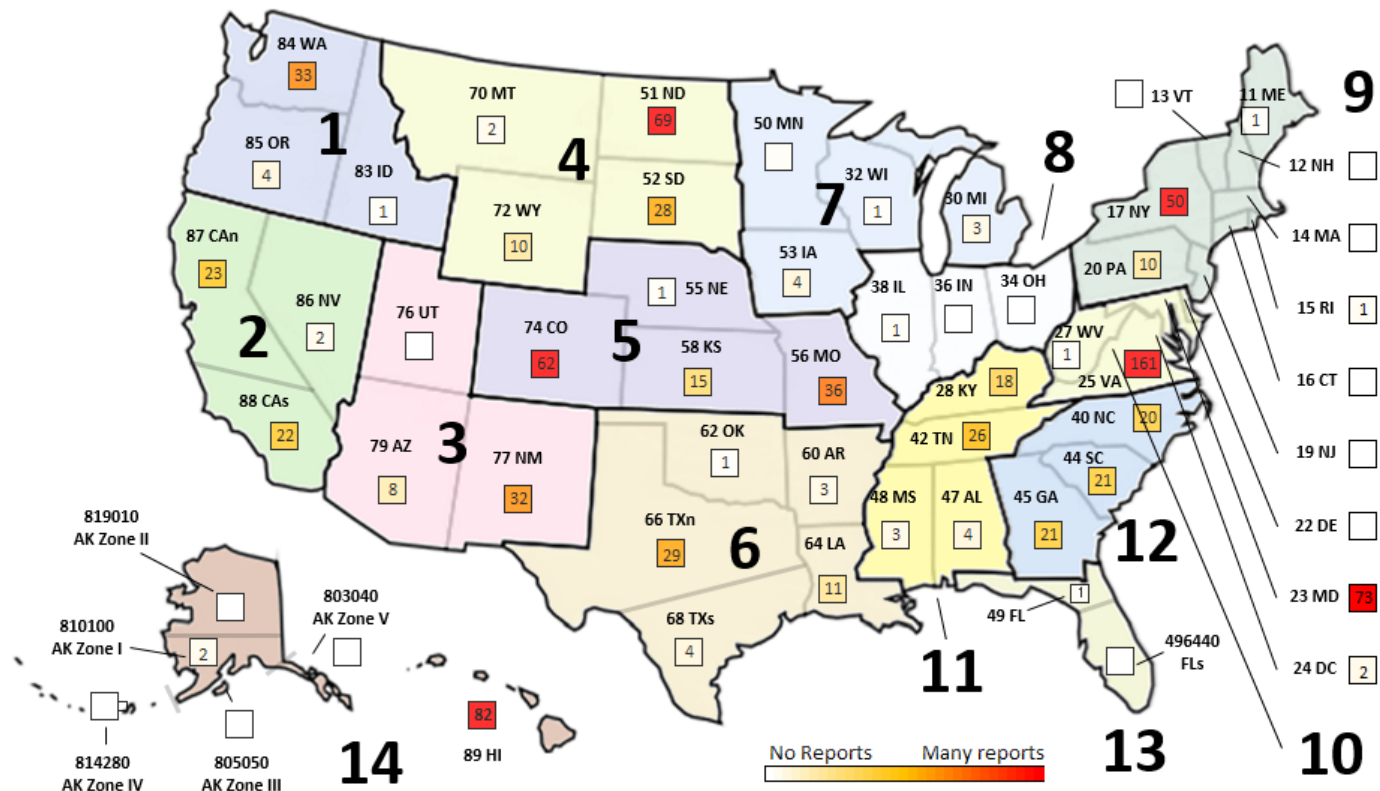 84 WA
33
1
85 OR
4
83 ID
1
70 MT
2
51 ND
69
4
72 WY
10
52 SD
28
50 MN
7
32 WI
1
30 MI
3
53 IA
4
8
13 VT
11 ME
1
9
12 NH
17 NY
50
14 MA
20 PA
10
15 RI
1
87 CAn
23
86 NV
2
2
88 CAs
22
76 UT
3
79 AZ
8
77 NM
32
74 CO
62
5
1
55 NE
58 KS
15
56 MO
36
38 IL
1
36 IN
34 OH
27 WV
1
161
25 VA
16 CT
28 KY
18
42 TN
26
40 NC
20
19 NJ
44 SC
21
45 GA
21
12
22 DE
62 OK
1
60 AR
3
66 TXn
29
6
64 LA
11
68 TXs
4
48 MS
3
47 AL
4
11
49 FL
1
23 MD
73
496440
FLs
24 DC
2
13
10
819010
AK Zone II
810100
AK Zone I
2
803040
AK Zone V
814280
AK Zone IV
805050
AK Zone III
14
82
89 HI
No Reports
Many reports